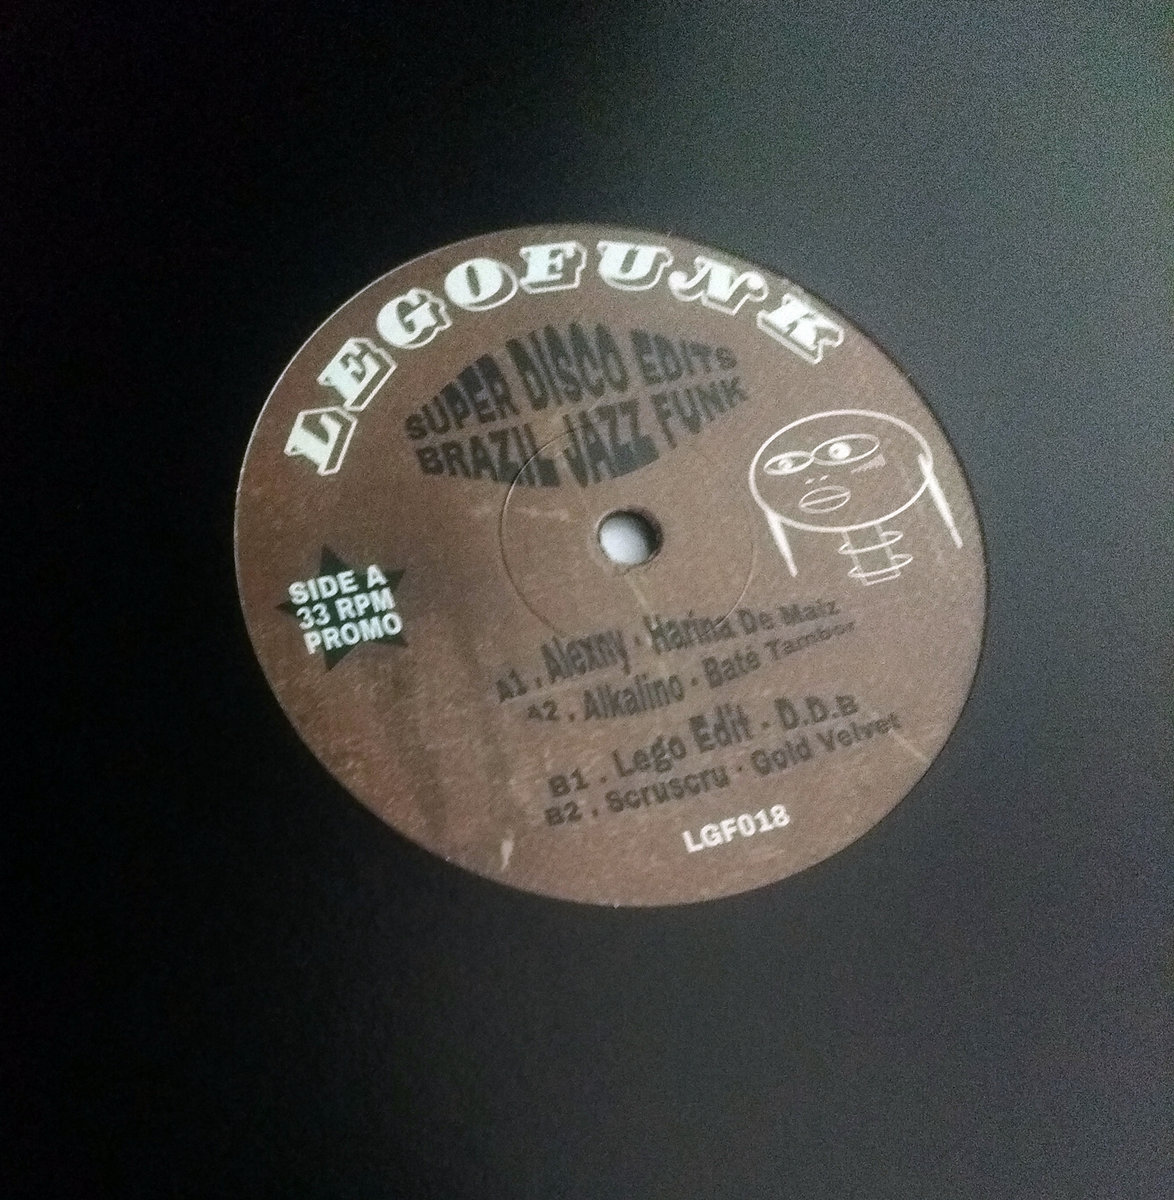 LEGOFUNK
SUPER DISCO EDITS
BRAZIL JAZZ FUNK
SIDE A
33 RPM
PROMO
A1 . Alexny · Harina De Maiz
A2 . Alkalino · Baté Tambor
B1 . Lego Edit · D.D.B
B2 . Scruscru · Gold Velvet
LGF018